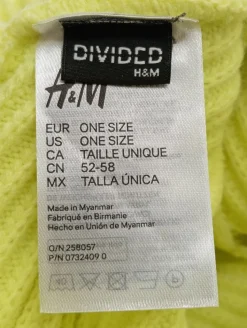 DIVIDED
H&M
H&M
EUR ONE SIZE
US ONE SIZE
CA TAILLE UNIQUE
CN 52-58
MX TALLA ÚNICA
Made in Myanmar
Fabriqué en Birmanie
Hecho en Unión de Myanmar
O/N 258057
P/N 0732409 0